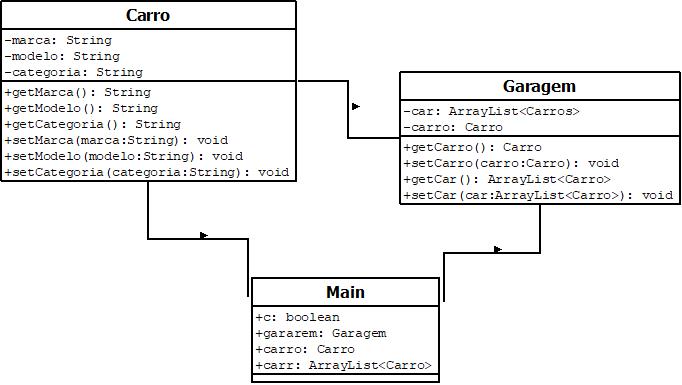 Carro
-marca: String
-modelo: String
-categoria: String
+getMarca(): String
+getModelo(): String
+getCategoria(): String
+setMarca(marca:String): void
+setModelo(modelo:String): void
+setCategoria(categoria:String): void
Garagem
-car: ArrayList<Carros>
-carro: Carro
+getCarro(): Carro
+setCarro(carro:Carro): void
+getCar(): ArrayList<Carro>
+setCar(car:ArrayList<Carro>): void
Main
+c: boolean
+gararem: Garagem
+carro: Carro
+carr: ArrayList<Carro>